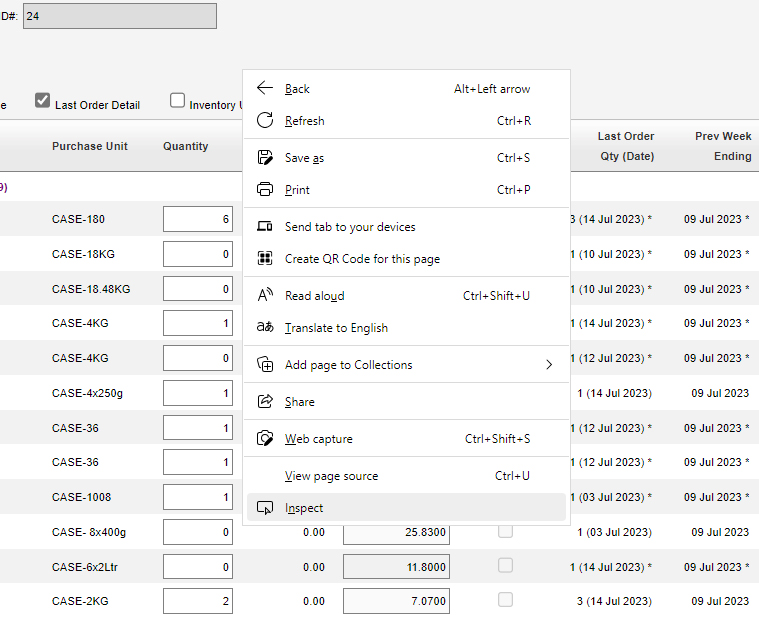 ID#: 24
e Last Order Detail Inventory U
Purchase Unit Quantity Last Order Qty (Date) Prev Week Ending
9)
CASE-180 6 3 (14 Jul 2023) * 09 Jul 2023 *
CASE-18KG 0 1 (10 Jul 2023) * 09 Jul 2023 *
CASE-18.48KG 0 1 (10 Jul 2023) * 09 Jul 2023 *
CASE-4KG 1 1 (14 Jul 2023) * 09 Jul 2023 *
CASE-4KG 0 1 (12 Jul 2023) * 09 Jul 2023 *
CASE-4x250g 1 1 (14 Jul 2023) 09 Jul 2023
CASE-36 1 1 (12 Jul 2023) * 09 Jul 2023 *
CASE-36 1 1 (12 Jul 2023) * 09 Jul 2023 *
CASE-1008 1 1 (03 Jul 2023) * 09 Jul 2023 *
CASE- 8x400g 0 0.00 25.8300 1 (03 Jul 2023) 09 Jul 2023
CASE-6x2Ltr 0 0.00 11.8000 1 (14 Jul 2023) * 09 Jul 2023 *
CASE-2KG 2 0.00 7.0700 3 (14 Jul 2023) 09 Jul 2023
Back Alt+Left arrow
Refresh Ctrl+R
Save as Ctrl+S
Print Ctrl+P
Send tab to your devices
Create QR Code for this page
Read aloud Ctrl+Shift+U
Translate to English
Add page to Collections
Share
Web capture Ctrl+Shift+S
View page source Ctrl+U
Inspect